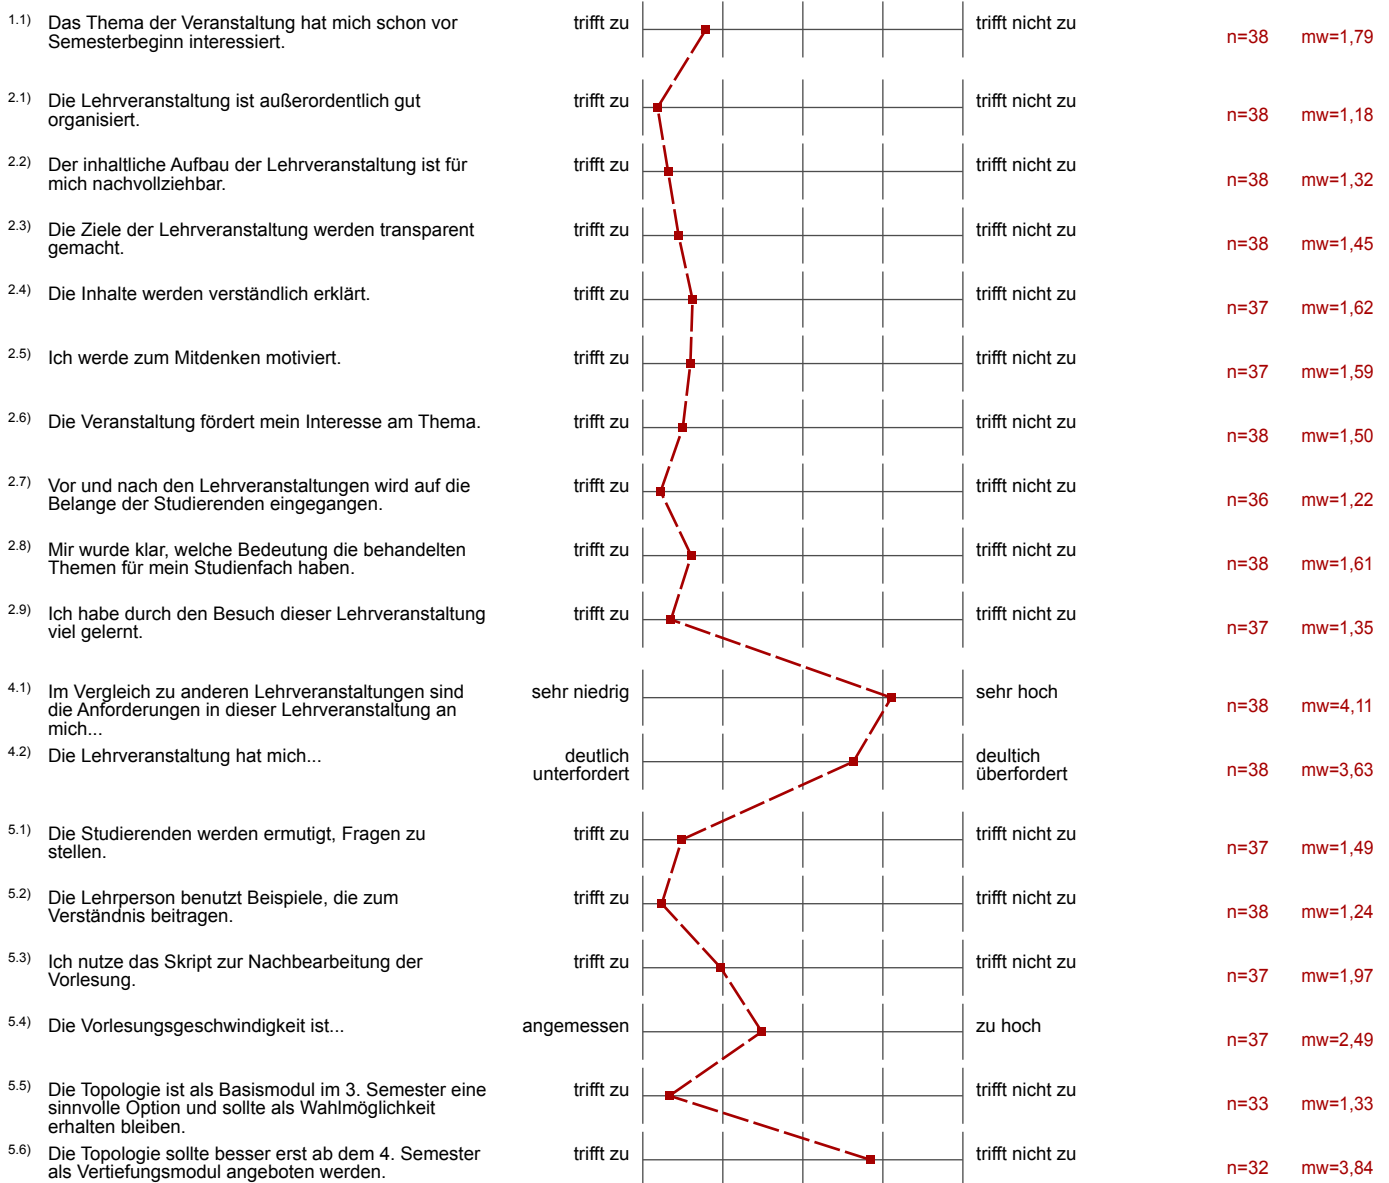 1.1) Das Thema der Veranstaltung hat mich schon vor trifft zu trifft nicht zu
Semesterbeginn interessiert. n=38 mw=1,79
2.1) Die Lehrveranstaltung ist außerordentlich gut trifft zu trifft nicht zu
organisiert. n=38 mw=1,18
2.2) Der inhaltliche Aufbau der Lehrveranstaltung ist für trifft zu trifft nicht zu
mich nachvollziehbar. n=38 mw=1,32
2.3) Die Ziele der Lehrveranstaltung werden transparent trifft zu trifft nicht zu
gemacht. n=38 mw=1,45
2.4) Die Inhalte werden verständlich erklärt. trifft zu trifft nicht zu
n=37 mw=1,62
2.5) Ich werde zum Mitdenken motiviert. trifft zu trifft nicht zu
n=37 mw=1,59
2.6) Die Veranstaltung fördert mein Interesse am Thema. trifft zu trifft nicht zu
n=38 mw=1,50
2.7) Vor und nach den Lehrveranstaltungen wird auf die trifft zu trifft nicht zu
Belange der Studierenden eingegangen. n=36 mw=1,22
2.8) Mir wurde klar, welche Bedeutung die behandelten trifft zu trifft nicht zu
Themen für mein Studienfach haben. n=38 mw=1,61
2.9) Ich habe durch den Besuch dieser Lehrveranstaltung trifft zu trifft nicht zu
viel gelernt. n=37 mw=1,35
4.1) Im Vergleich zu anderen Lehrveranstaltungen sind sehr niedrig sehr hoch
die Anforderungen in dieser Lehrveranstaltung an n=38 mw=4,11
mich...
4.2) Die Lehrveranstaltung hat mich... deutlich deultich
unterfordert überfordert n=38 mw=3,63
5.1) Die Studierenden werden ermutigt, Fragen zu trifft zu trifft nicht zu
stellen. n=37 mw=1,49
5.2) Die Lehrperson benutzt Beispiele, die zum trifft zu trifft nicht zu
Verständnis beitragen. n=38 mw=1,24
5.3) Ich nutze das Skript zur Nachbearbeitung der trifft zu trifft nicht zu
Vorlesung. n=37 mw=1,97
5.4) Die Vorlesungsgeschwindigkeit ist... angemessen zu hoch
n=37 mw=2,49
5.5) Die Topologie ist als Basismodul im 3. Semester eine trifft zu trifft nicht zu
sinnvolle Option und sollte als Wahlmöglichkeit n=33 mw=1,33
erhalten bleiben.
5.6) Die Topologie sollte besser erst ab dem 4. Semester trifft zu trifft nicht zu
als Vertiefungsmodul angeboten werden. n=32 mw=3,84